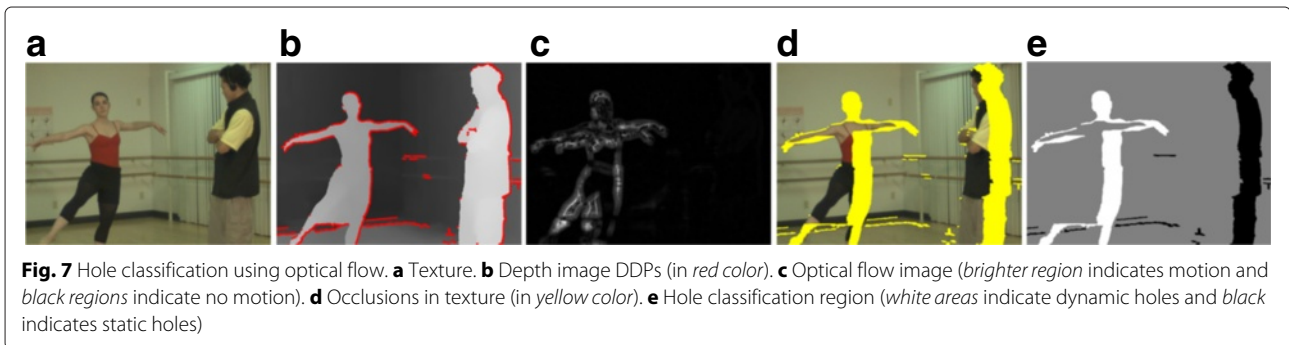 a b c d e
Fig. 7 Hole classification using optical flow. a Texture. b Depth image DDPs (in red color). c Optical flow image (brighter region indicates motion and
black regions indicate no motion). d Occlusions in texture (in yellow color). e Hole classification region (white areas indicate dynamic holes and black
indicates static holes)